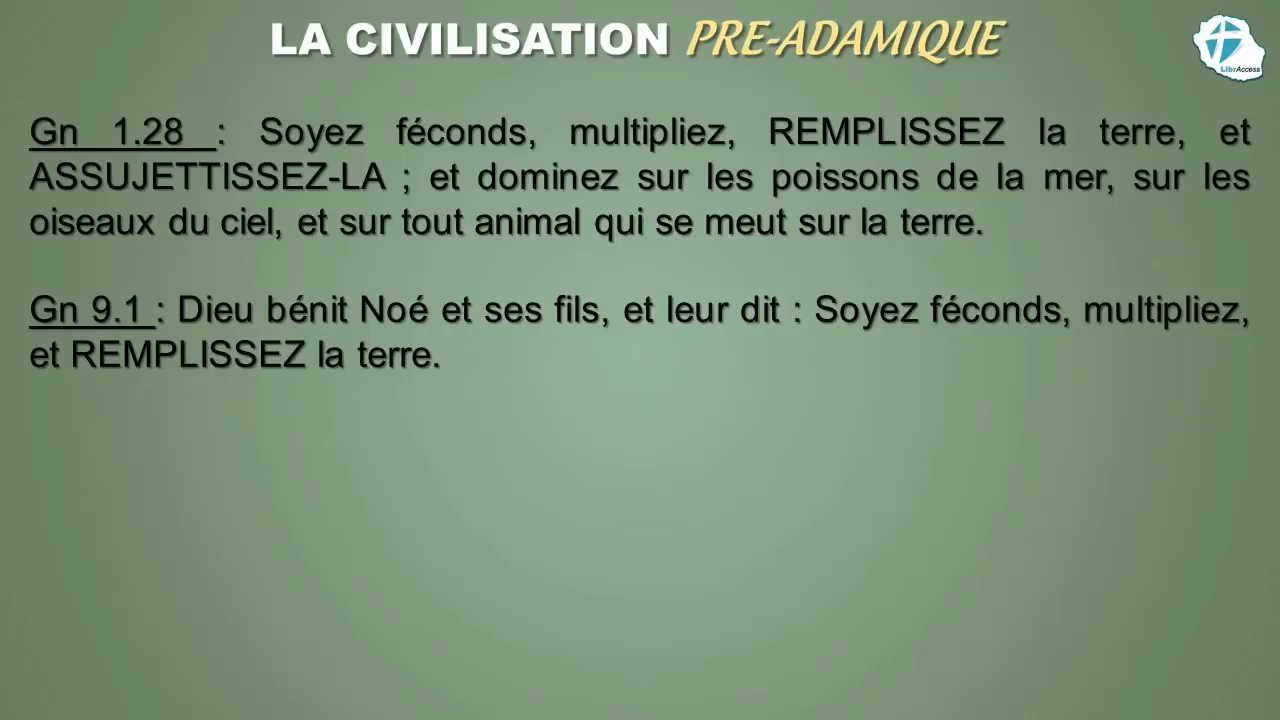 LA CIVILISATION PRE-ADAMIQUE
LibrAccess
Gn 1.28 : Soyez féconds, multipliez, REMPLISSEZ la terre, et
ASSUJETTISSEZ-LA ; et dominez sur les poissons de la mer, sur les
oiseaux du ciel, et sur tout animal qui se meut sur la terre.
Gn 9.1 : Dieu bénit Noé et ses fils, et leur dit : Soyez féconds, multipliez,
et REMPLISSEZ la terre.